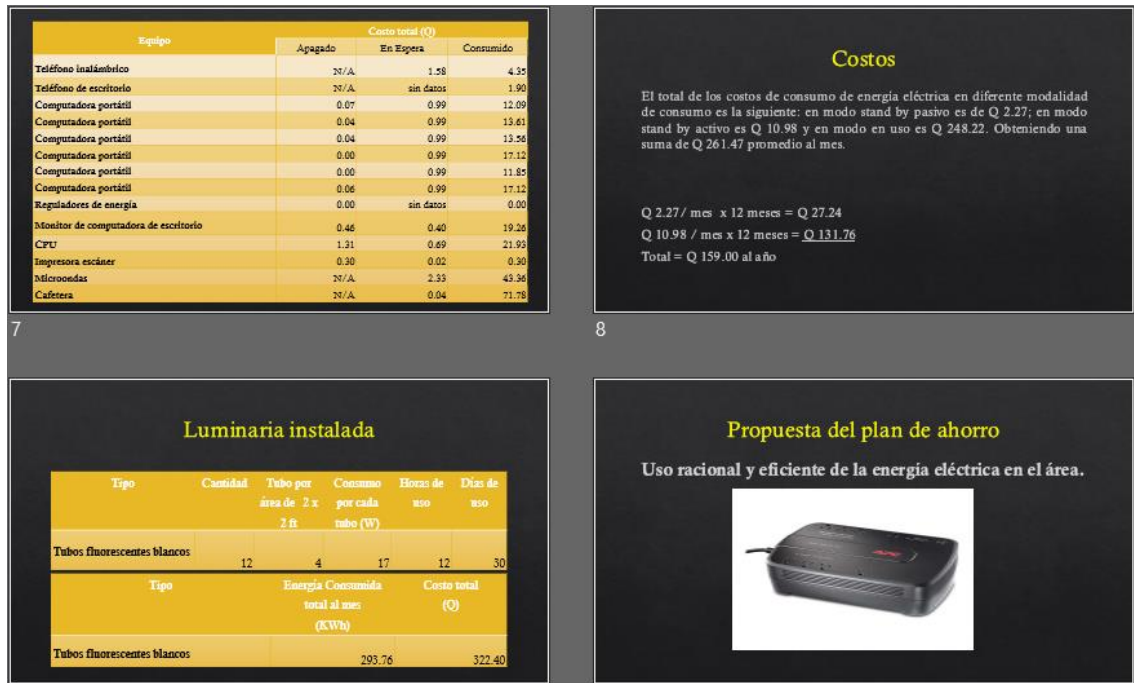 Equipo
Costo total (Q)
Apagado En Espera Consumido
Teléfono inalámbrico N/A 1.58 4.35
Teléfono de escritorio N/A sin datos 1.90
Computadora portátil 0.07 0.99 12.09
Computadora portátil 0.04 0.99 13.61
Computadora portátil 0.04 0.99 13.56
Computadora portátil 0.00 0.99 17.12
Computadora portátil 0.00 0.99 11.85
Computadora portátil 0.06 0.99 17.12
Reguladores de energía 0.00 sin datos 0.00
Monitor de computadora de escritorio 0.46 0.40 19.26
CPU 1.31 0.69 21.93
Impresora escáner 0.30 0.02 0.30
Microondas N/A 2.33 43.36
Cafetera N/A 0.04 71.78
7
Costos
El total de los costos de consumo de energía eléctrica en diferente modalidad
de consumo es la siguiente: en modo stand by pasivo es de Q 2.27; en modo
stand by activo es Q 10.98 y en modo en uso es Q 248.22. Obteniendo una
suma de Q 261.47 promedio al mes.
Q 2.27/ mes x 12 meses = Q 27.24
Q 10.98 / mes x 12 meses = Q 131.76
Total = Q 159.00 al año
8
Luminaria instalada
Tipo Cantidad Tubo por Consumo Horas de Días de
área de 2 x por cada uso uso
2 ft tubo (W)
Tubos fluorescentes blancos 12 4 17 12 30
Tipo Energía Consumida Costo total
total al mes (Q)
(KWh)
Tubos fluorescentes blancos 293.76 322.40
Propuesta del plan de ahorro
Uso racional y eficiente de la energía eléctrica en el área.
APC